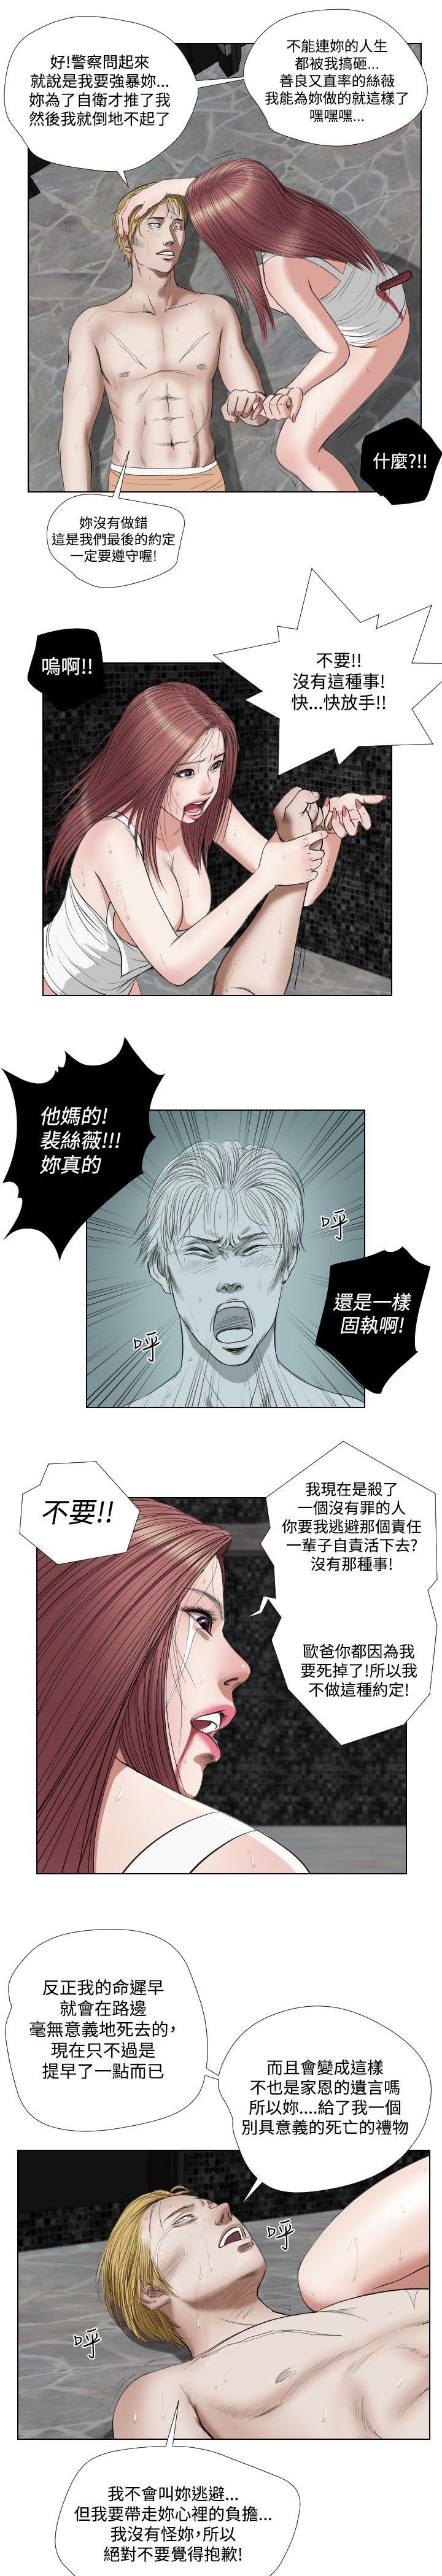 好!警察問起來
就說是我要強暴妳...
妳為了自衛才推了我
然後我就倒地不起了
不能連妳的人生
都被我搞砸...
善良又直率的絲薇
我能為妳做的就這樣了
嘿嘿嘿...
什麼?!!
妳沒有做錯
這是我們最後的約定
一定要遵守喔!
嗚啊!!
不要!!
沒有這種事!
快...快放手!!
他媽的!
裴絲薇!!!
妳真的
呼
呼
還是一樣
固執啊!
不要!!
我現在是殺了
一個沒有罪的人
你要我逃避那個責任
一輩子自責活下去?
沒有那種事!
歐爸你都因為我
要死掉了!所以我
不做這種約定!
反正我的命遲早
就會在路邊
毫無意義地死去的,
現在只不過是
提早了一點而已
而且會變成這樣
不也是家恩的遺言嗎
所以妳....給了我一個
別具意義的死亡的禮物
呼
呼
我不會叫妳逃避...
但我要帶走妳心裡的負擔...
我沒有怪妳,所以
絕對不要覺得抱歉!